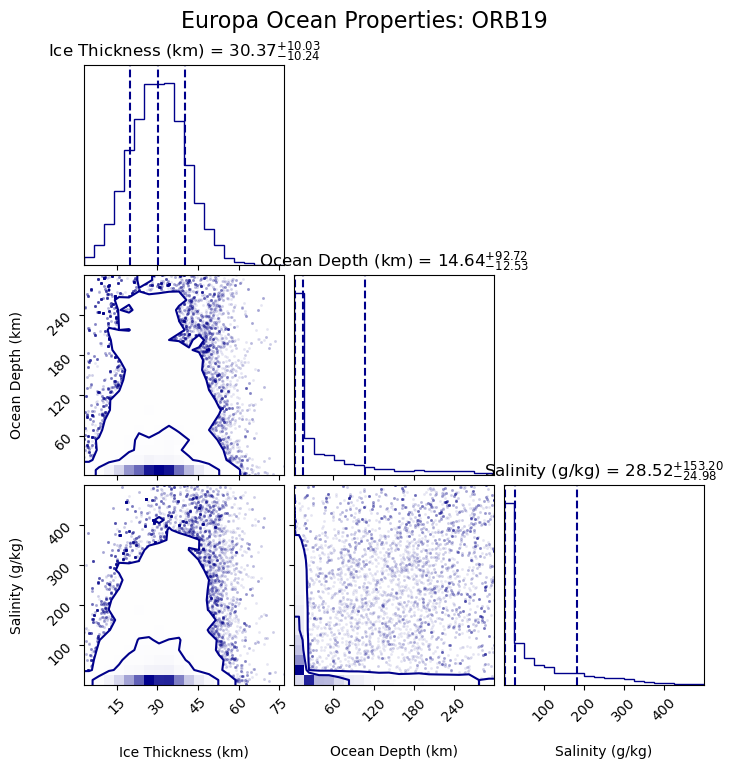 Europa Ocean Properties: ORB19
Ice Thickness (km) = 30.37+10.03−10.24
Ocean Depth (km) = 14.64+92.72−12.53
Ocean Depth (km)
240
180
120
60
Salinity (g/kg) = 28.52+153.20−24.98
Salinity (g/kg)
400
300
200
100
15 30 45 60 75
60 120 180 240
100 200 300 400
Ice Thickness (km)
Ocean Depth (km)
Salinity (g/kg)